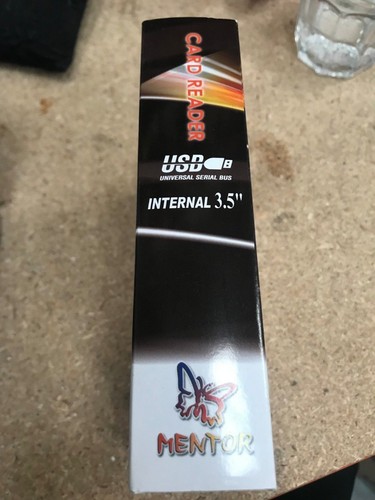 CARD READER
USB
UNIVERSAL SERIAL BUS
INTERNAL 3.5"
MENTOR